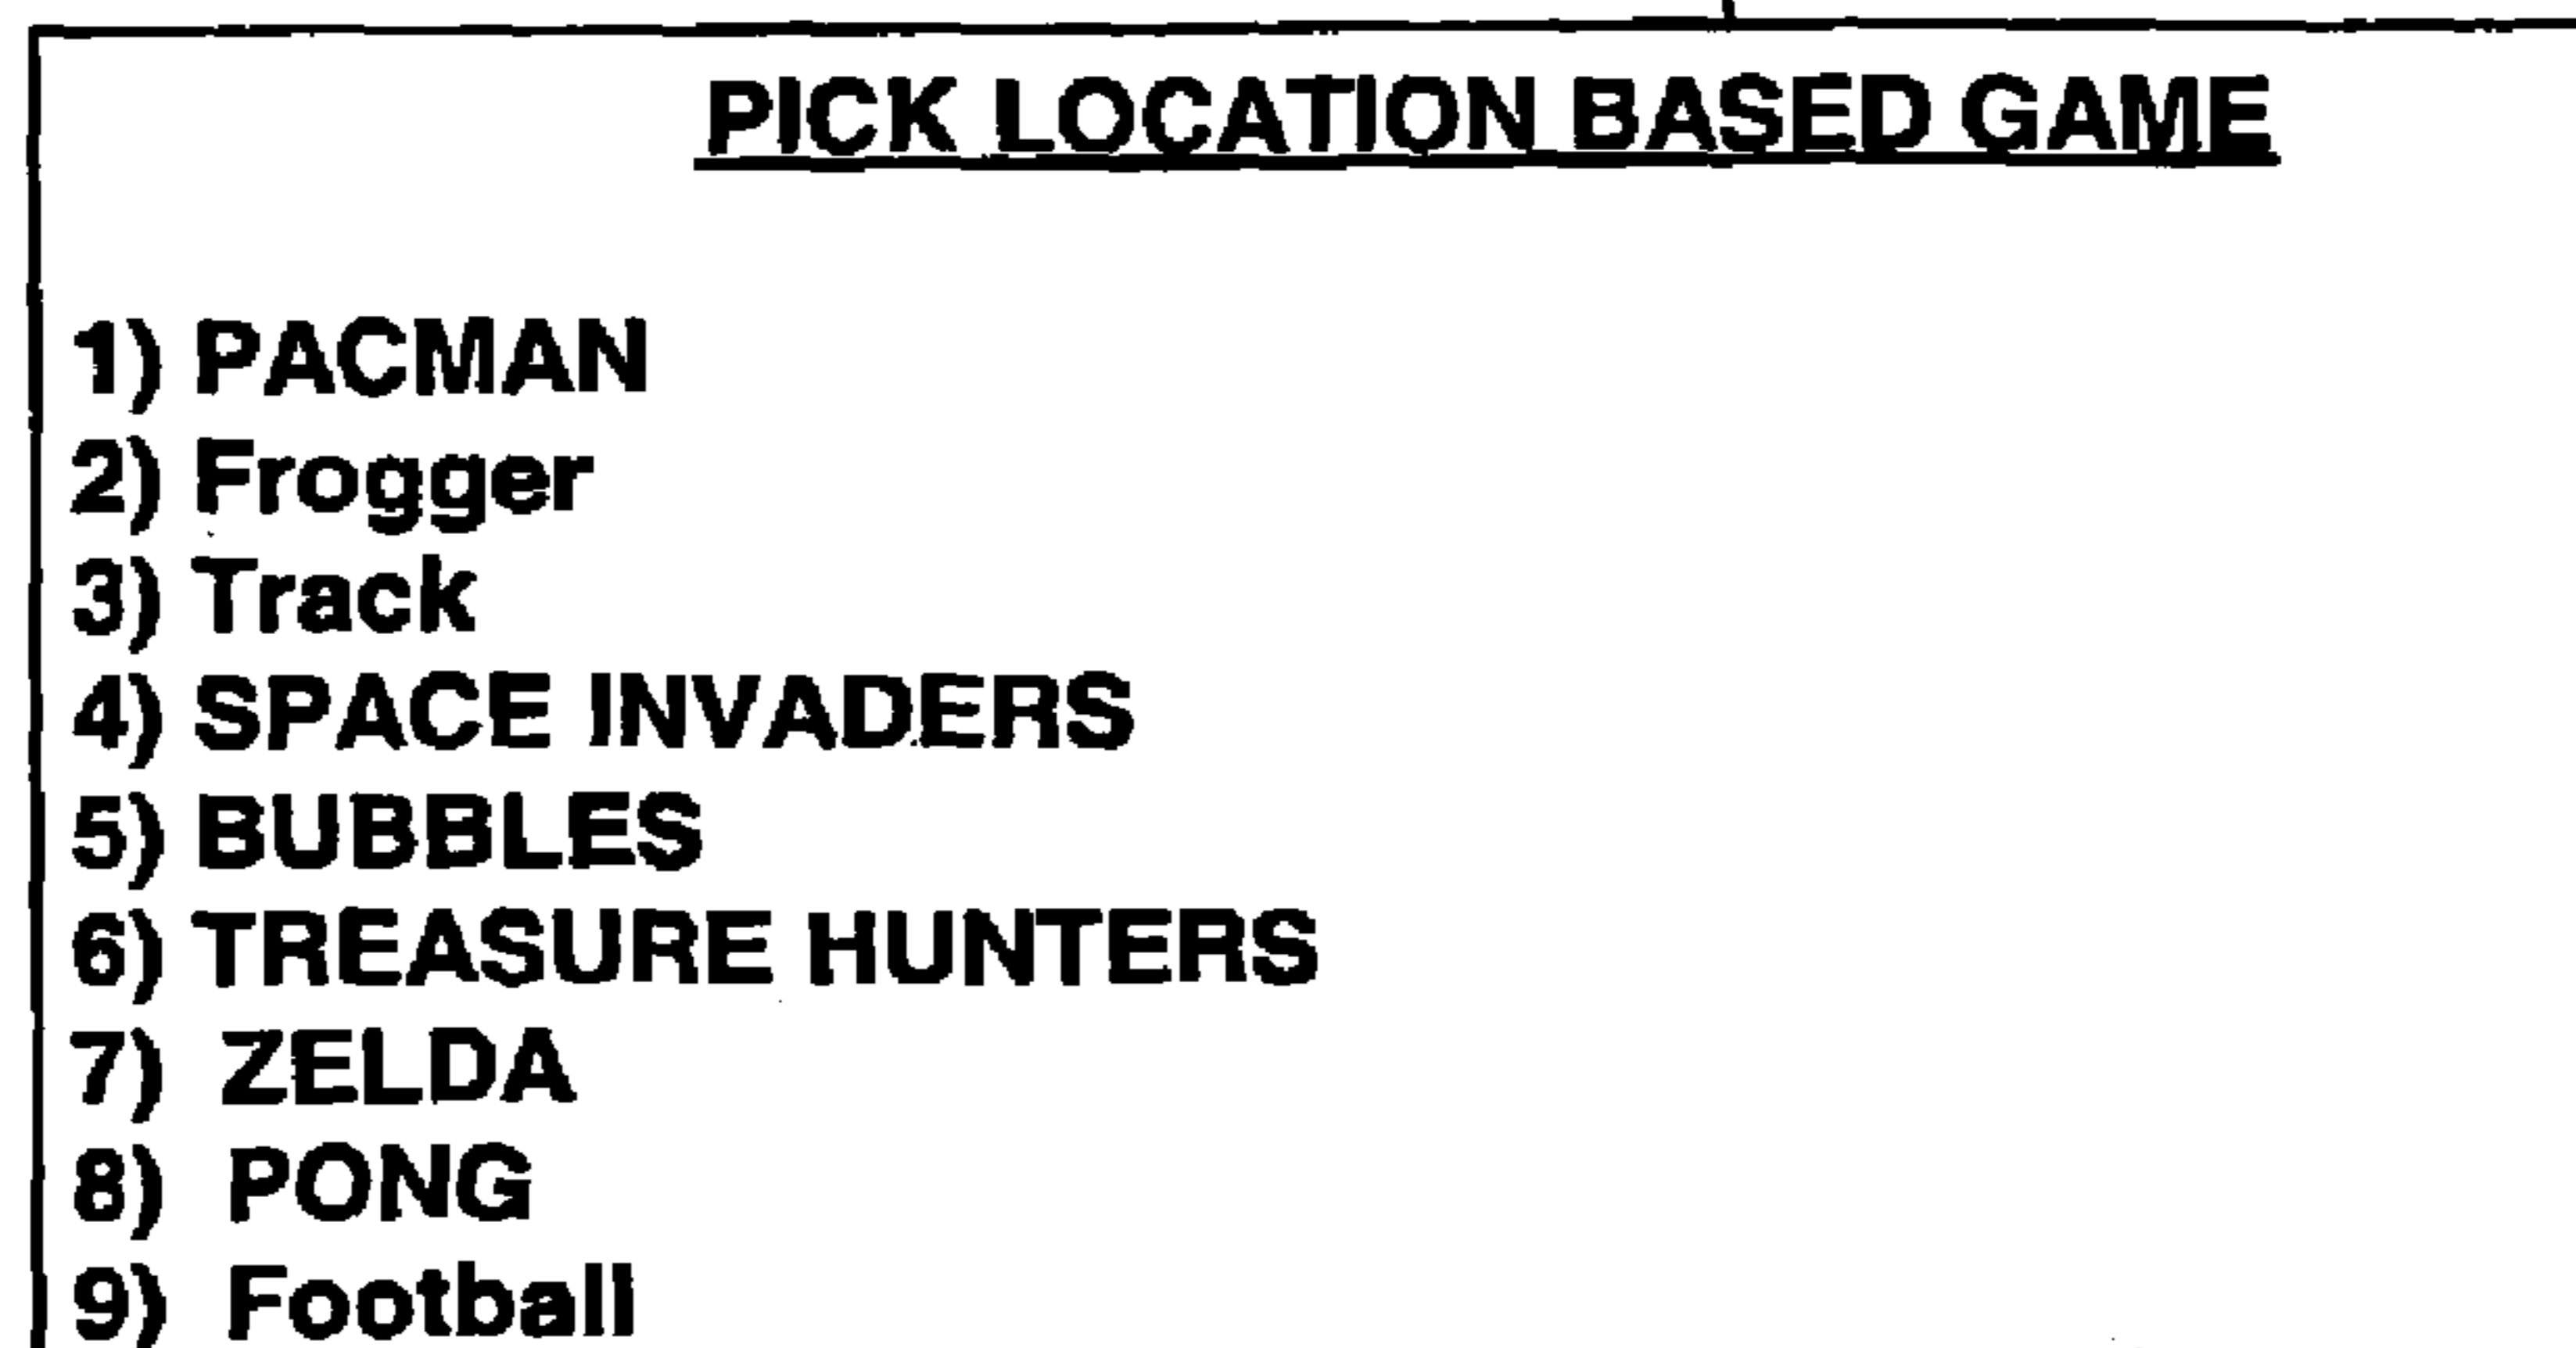 PICK LOCATION BASED GAME
1) PACMAN
2) Frogger
3) Track
4) SPACE INVADERS
5) BUBBLES
6) TREASURE HUNTERS
7) ZELDA
8) PONG
9) Football